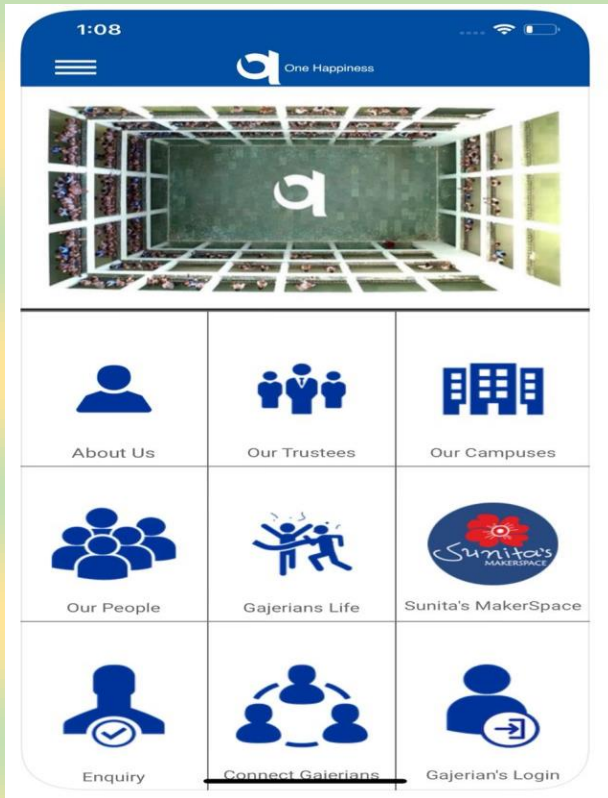 1:08
One Happiness
About Us
Our Trustees
Our Campuses
Our People
Gajerians Life
Sunita's
MAKERSPACE
Sunita's MakerSpace
Enquiry
Connect Gajerians
Gajerian's Login